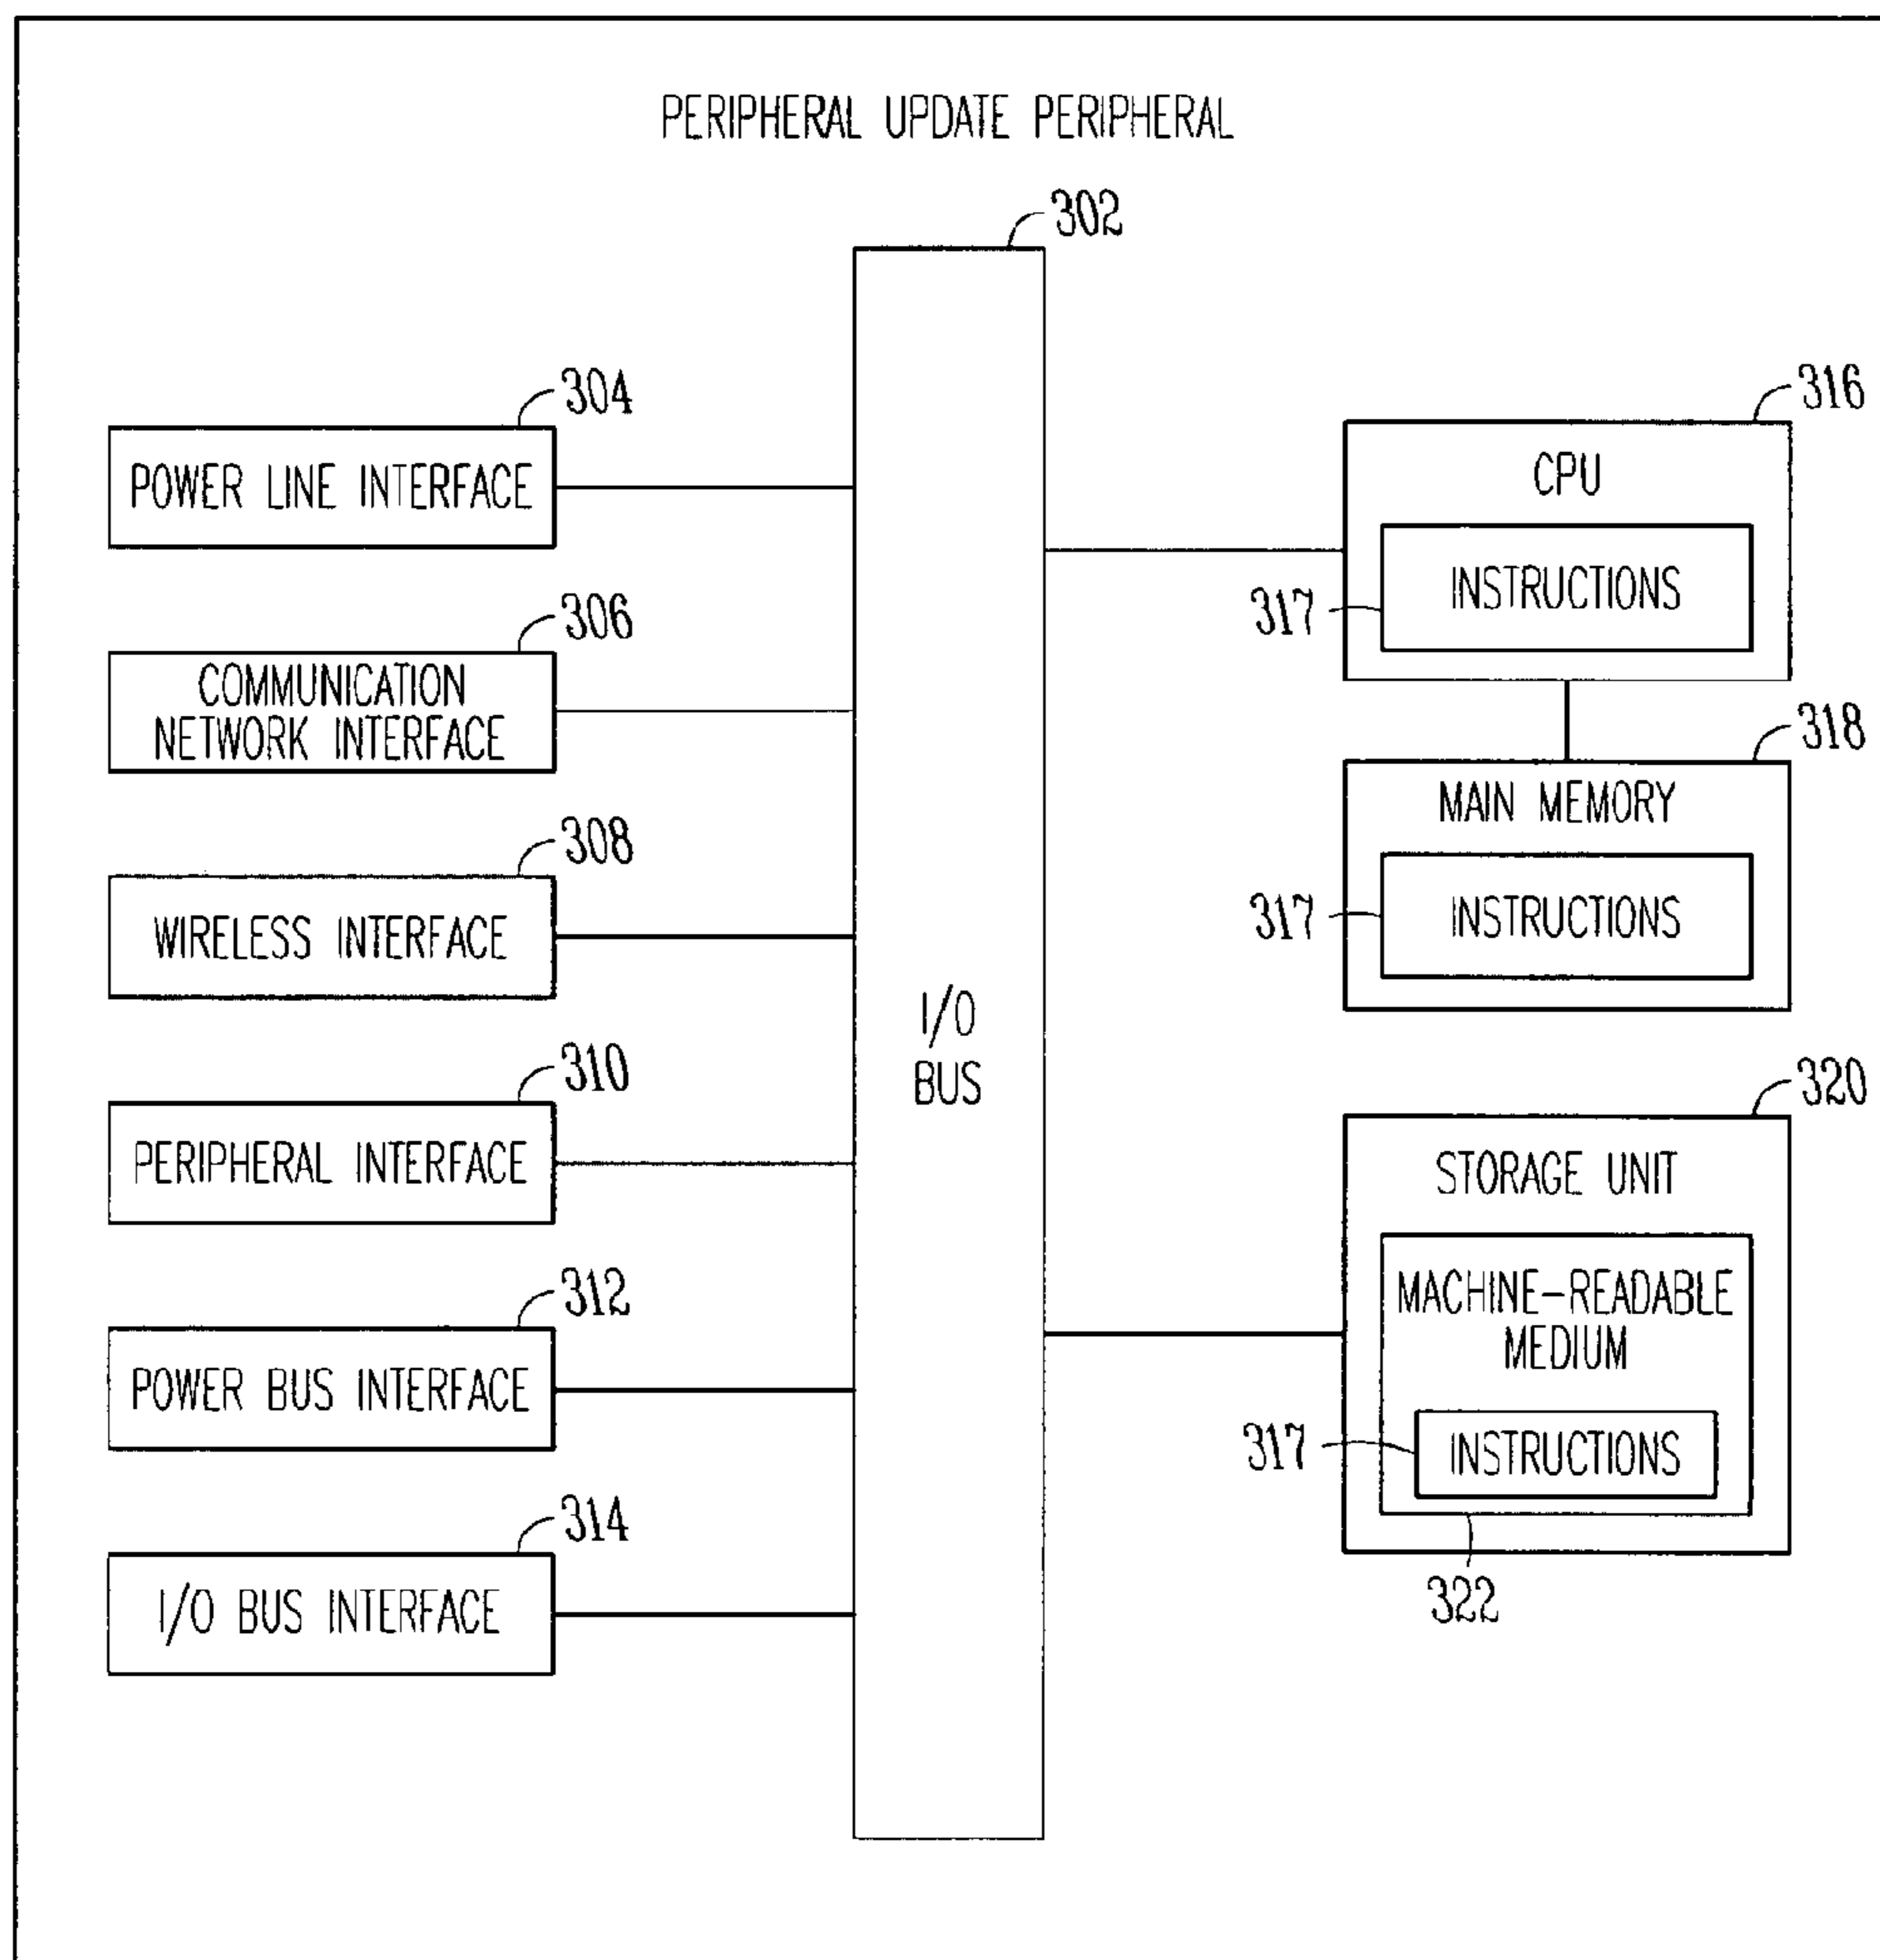 PERIPHERAL UPDATE PERIPHERAL
302
304
POWER LINE INTERFACE
306
COMMUNICATION
NETWORK INTERFACE
308
WIRELESS INTERFACE
310
PERIPHERAL INTERFACE
312
POWER BUS INTERFACE
314
I/O BUS INTERFACE
I/O
BUS
316
CPU
317
INSTRUCTIONS
318
MAIN MEMORY
317
INSTRUCTIONS
320
STORAGE UNIT
MACHINE-READABLE
MEDIUM
317
INSTRUCTIONS
322